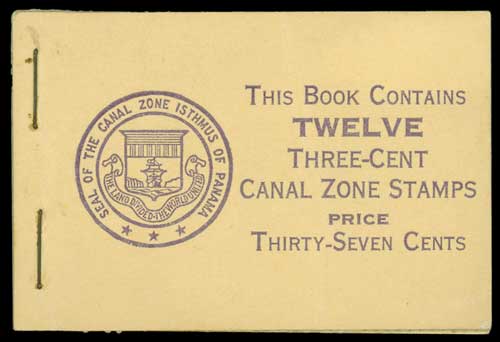 SEAL OF THE CANAL ZONE ISTHMUS OF PANAMA
THE LAND DIVIDED - THE WORLD UNITED
THIS BOOK CONTAINS
TWELVE
THREE-CENT
CANAL ZONE STAMPS
PRICE
THIRTY-SEVEN CENTS